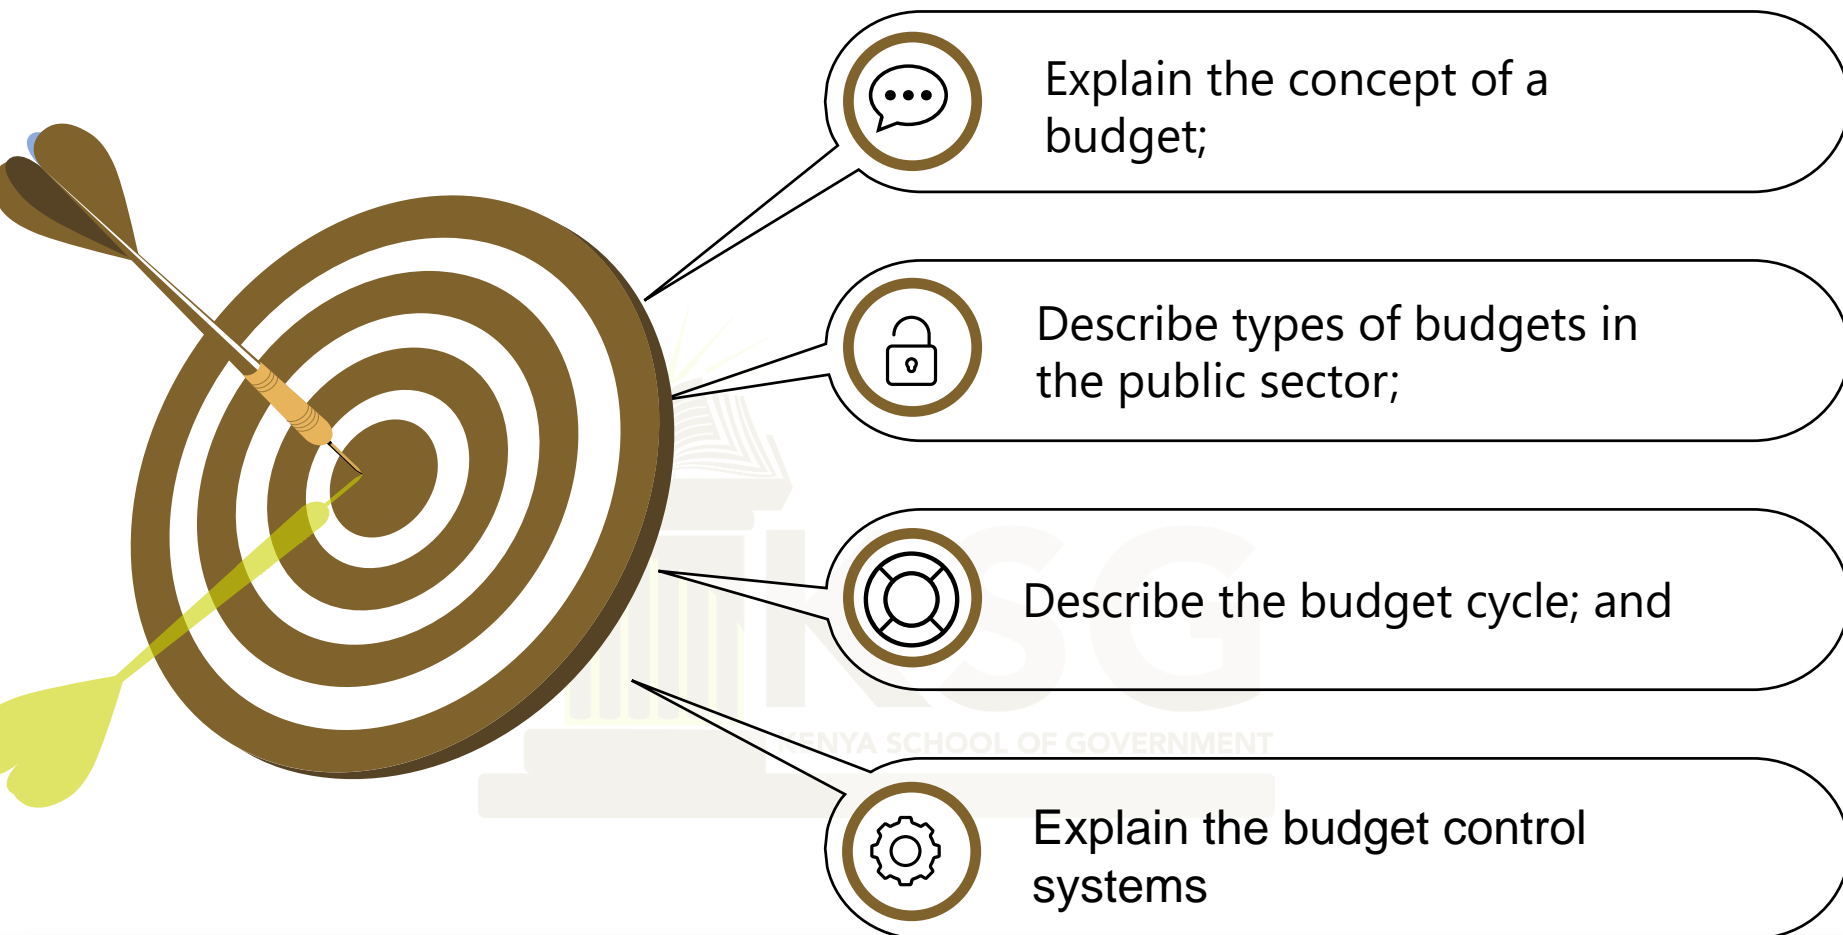 Explain the concept of a
budget;
Describe types of budgets in
the public sector;
Describe the budget cycle; and
KSG
KENYA SCHOOL OF GOVERNMENT
Explain the budget control
systems